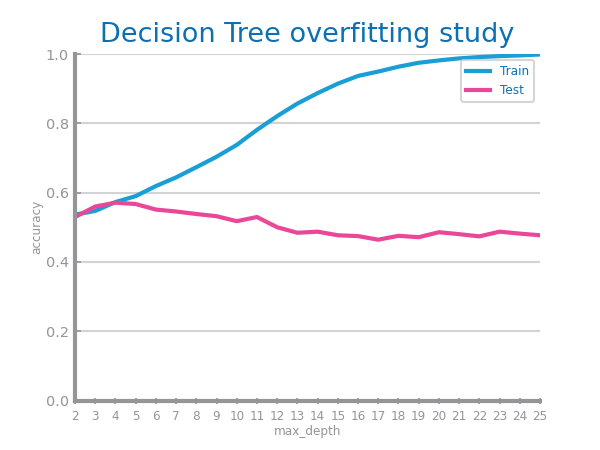 Decision Tree overfitting study
1.0
0.8
0.6
0.4
0.2
0.0
accuracy
Train
Test
2 3 4 5 6 7 8 9 10 11 12 13 14 15 16 17 18 19 20 21 22 23 24 25
max_depth